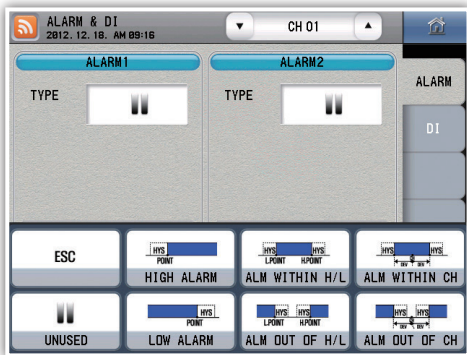 ALARM & DI
2012. 12. 18. AM 09:16
CH 01
ALARM1
ALARM2
ALARM
TYPE
TYPE
DI
ESC
HYS
POINT
HIGH ALARM
HYS HYS
L.POINT H.POINT
ALM WITHIN H/L
HYS HYS
DEV DEV
ALM WITHIN CH
UNUSED
HYS
POINT
LOW ALARM
HYS HYS
L.POINT H.POINT
ALM OUT OF H/L
HYS HYS
DEV DEV
ALM OUT OF CH